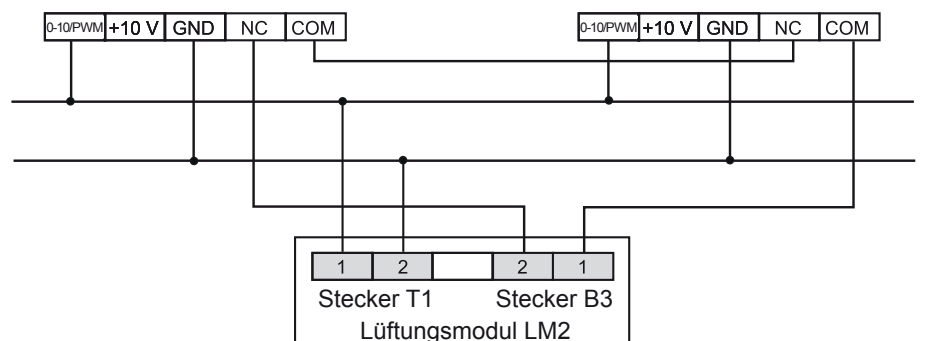 0-10/PWM +10 V GND NC COM 0-10/PWM +10 V GND NC COM
1 2 2 1
Stecker T1 Stecker B3
Lüftungsmodul LM2